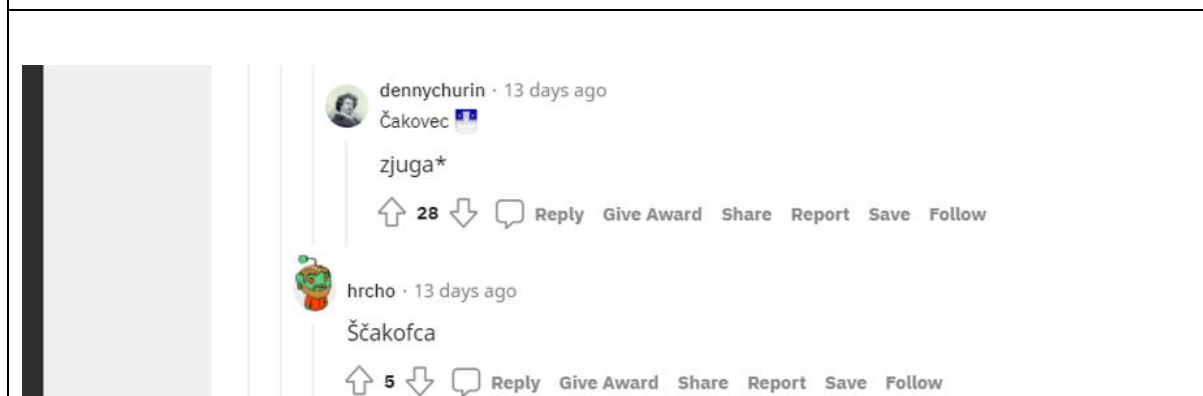 dennychurin · 13 days ago
Čakovec
zjuga*
28 Reply Give Award Share Report Save Follow
hrcho · 13 days ago
Ščakofca
5 Reply Give Award Share Report Save Follow